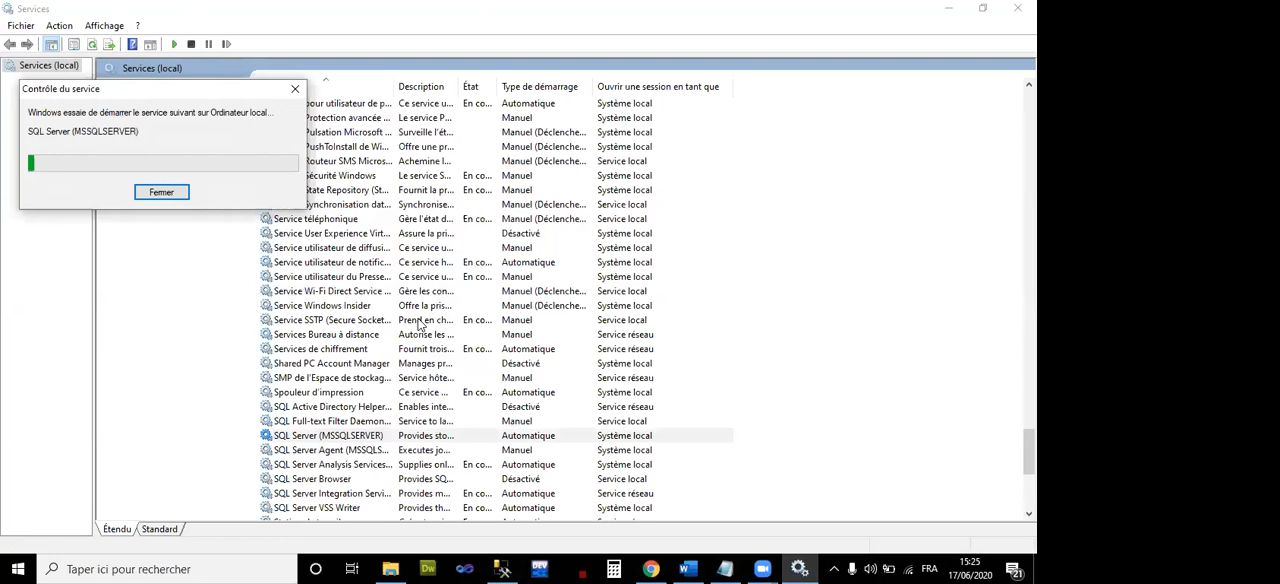 Services
Fichier Action Affichage ?
Services (local)
Services (local)
Contrôle du service
Windows essaie de démarrer le service suivant sur Ordinateur local...
SQL Server (MSSQLSERVER)
Fermer
Description État Type de démarrage Ouvrir une session en tant que
pour utilisateur de p... Ce service u... En co... Automatique Système local
Protection avancée ... Le service P... Manuel Système local
Pulsation Microsoft ... Surveille l'ét... Manuel (Déclenche... Système local
PushToInstall de Wi... Offre une pr... Manuel (Déclenche... Système local
Routeur SMS Micros... Achemine l... Manuel (Déclenche... Service local
Sécurité Windows Le service S... En co... Manuel Système local
State Repository (St... Fournit la pr... En co... Manuel Système local
Synchronisation dat... Manuel (Déclenche... Système local
Service téléphonique Gère l'état d... En co... Manuel (Déclenche... Service local
Service User Experience Virt... Assure la pri... Désactivé Système local
Service utilisateur de diffusi... Ce service u... Manuel Système local
Service utilisateur de notific... Ce service h... En co... Automatique Système local
Service utilisateur du Presse... Ce service u... En co... Manuel Système local
Service Wi-Fi Direct Service ... Gère les con... Manuel (Déclenche... Service local
Service Windows Insider Offre la pris... Manuel (Déclenche... Système local
Service SSTP (Secure Socket... Prend en ch... En co... Manuel Service local
Services Bureau à distance Autorise les ... Manuel Service réseau
Services de chiffrement Fournit trois... En co... Automatique Service réseau
Shared PC Account Manager Manages pr... Désactivé Système local
SMP de l'Espace de stockag... Service hôte... Manuel Service réseau
Spouleur d'impression Ce service ... En co... Automatique Système local
SQL Active Directory Helper... Enables inte... Désactivé Service réseau
SQL Full-text Filter Daemon... Service to la... Manuel Service local
SQL Server (MSSQLSERVER) Provides sto... Automatique Système local
SQL Server Agent (MSSQLS... Executes jo... Manuel Système local
SQL Server Analysis Services... Supplies onl... En co... Automatique Système local
SQL Server Browser Provides SQ... Désactivé Service local
SQL Server Integration Servi... Provides m... En co... Automatique Service réseau
SQL Server VSS Writer Provides th... En co... Automatique Système local
Étendu Standard
Taper ici pour rechercher
Dw
DEV
FRA
15:25
17/06/2020
21